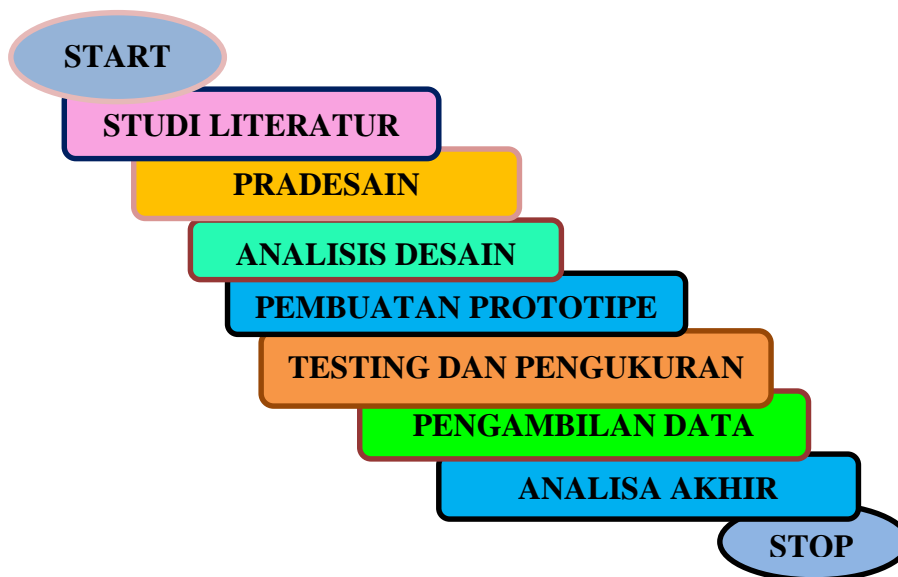 START
STUDI LITERATUR
PRADESAIN
ANALISIS DESAIN
PEMBUATAN PROTOTIPE
TESTING DAN PENGUKURAN
PENGAMBILAN DATA
ANALISA AKHIR
STOP